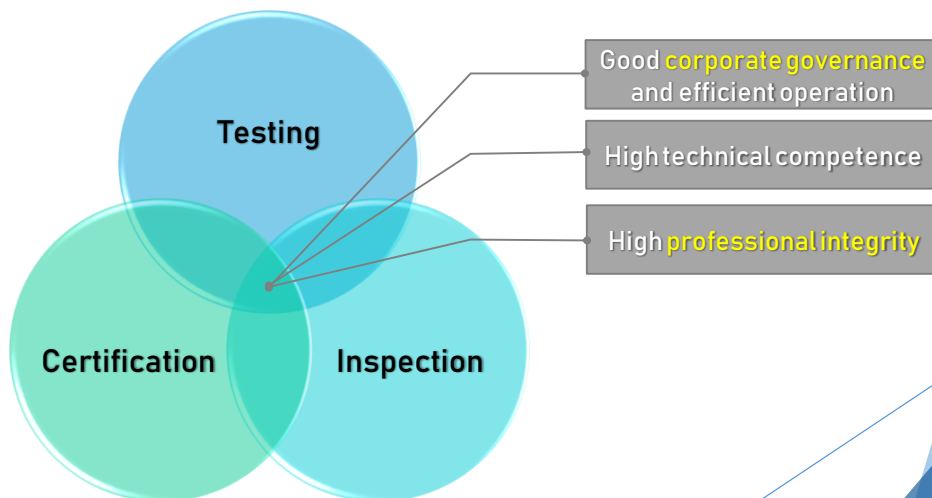 Testing
Certification
Inspection
Good corporate governance
and efficient operation
High technical competence
High professional integrity